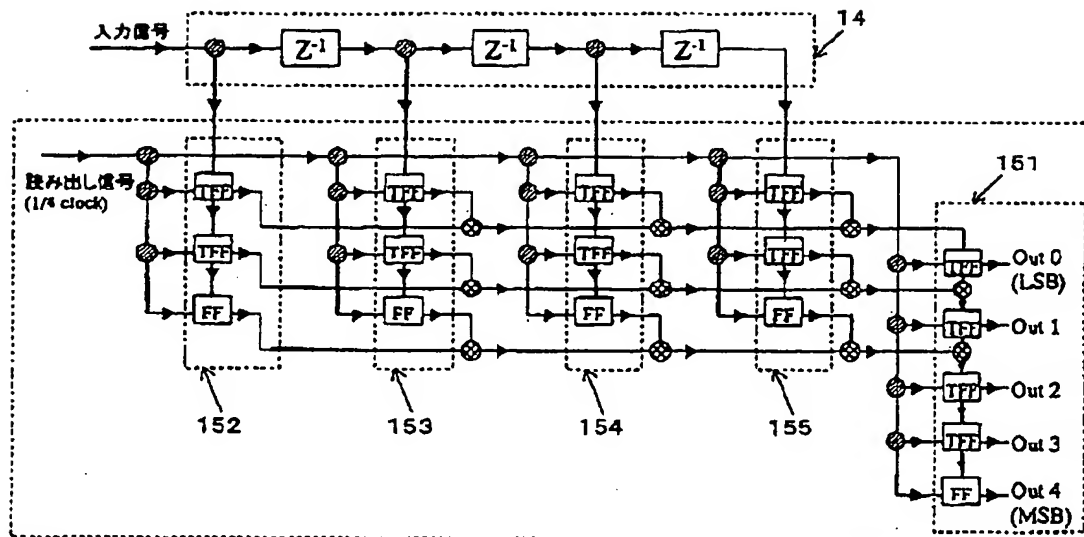 入力信号
Z⁻¹
Z⁻¹
Z⁻¹
14
読み出し信号
(1/4 clock)
151
TFF
TFF
TFF
TFF
TFF
TFF
TFF
TFF
FF
FF
FF
FF
TFF
Out 0
(LSB)
TFF
Out 1
TFF
Out 2
TFF
Out 3
FF
Out 4
(MSB)
152
153
154
155